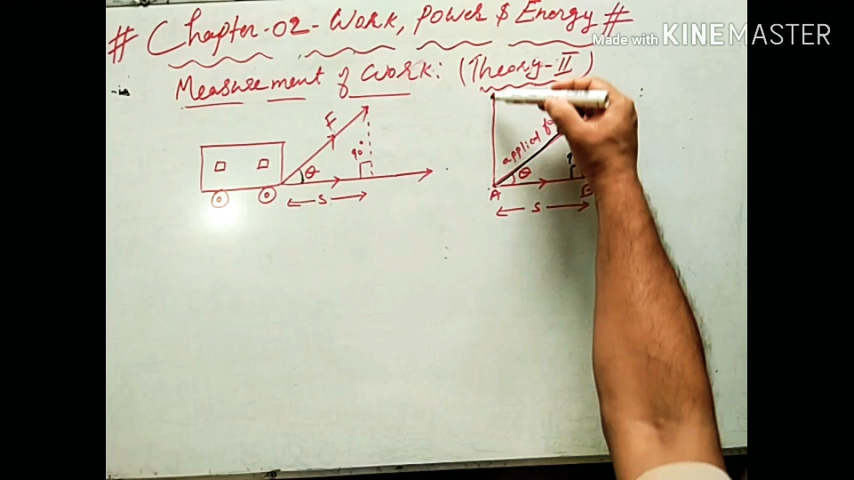 # Chapter-02-Work, Power & Energy #
Made with KINEMASTER
Measurement of Work: (Theory-II)
F
90°
θ
S
applied
θ
A
B
S